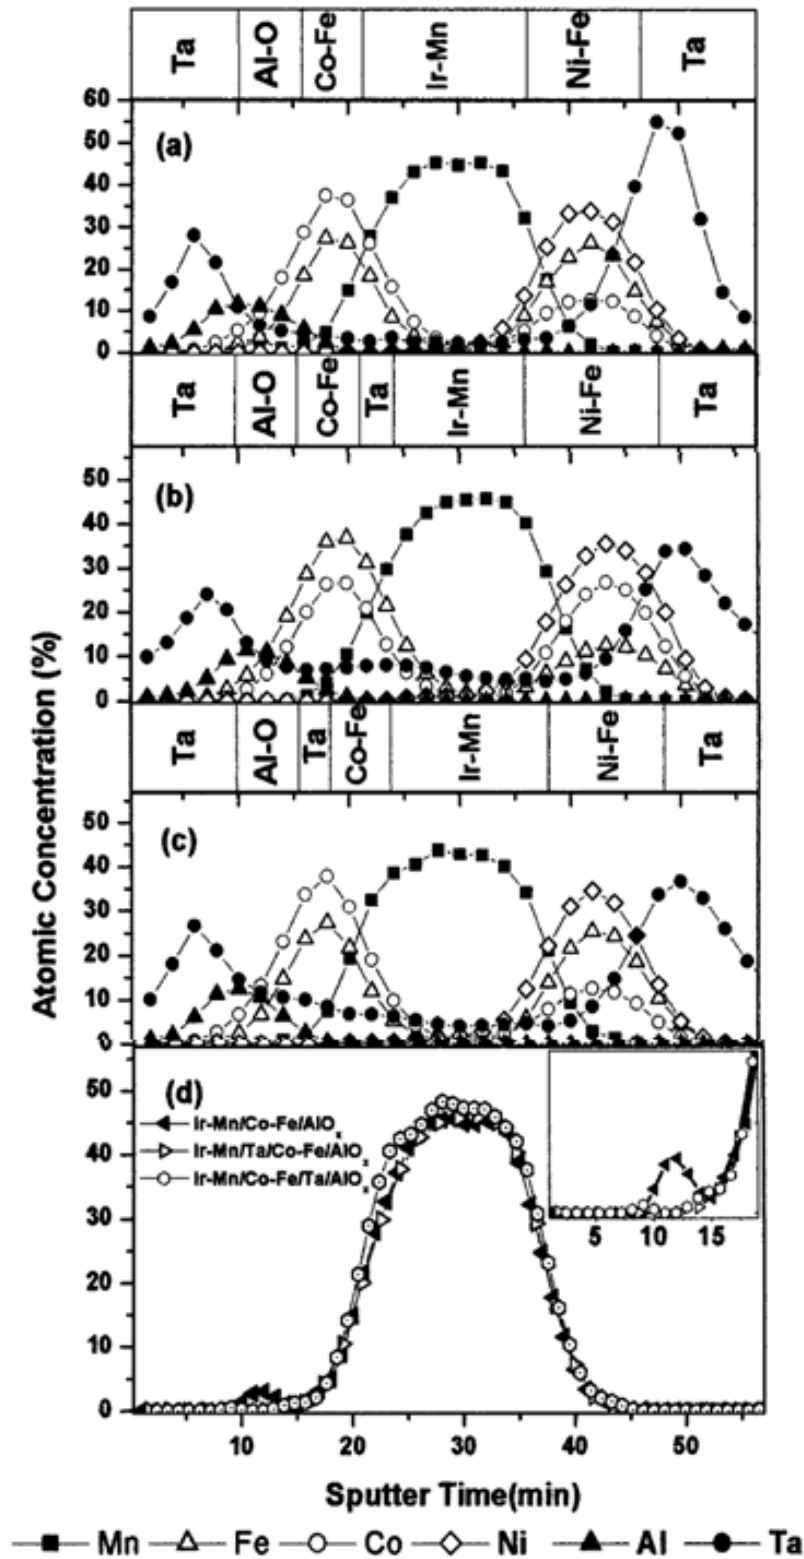 Ta Al-O Co-Fe Ir-Mn Ni-Fe Ta
60
(a)
50
40
30
20
10
0
Ta Al-O Co-Fe Ta Ir-Mn Ni-Fe Ta
(b)
50
40
30
20
10
0
Ta Al-O Ta Co-Fe Ir-Mn Ni-Fe Ta
(c)
50
40
30
20
10
0
Atomic Concentration (%)
(d)
50
40
30
20
10
0
Ir-Mn/Co-Fe/AlOx
Ir-Mn/Ta/Co-Fe/AlOx
Ir-Mn/Co-Fe/Ta/AlOx
5 10 15
10 20 30 40 50
Sputter Time(min)
Mn Fe Co Ni Al Ta